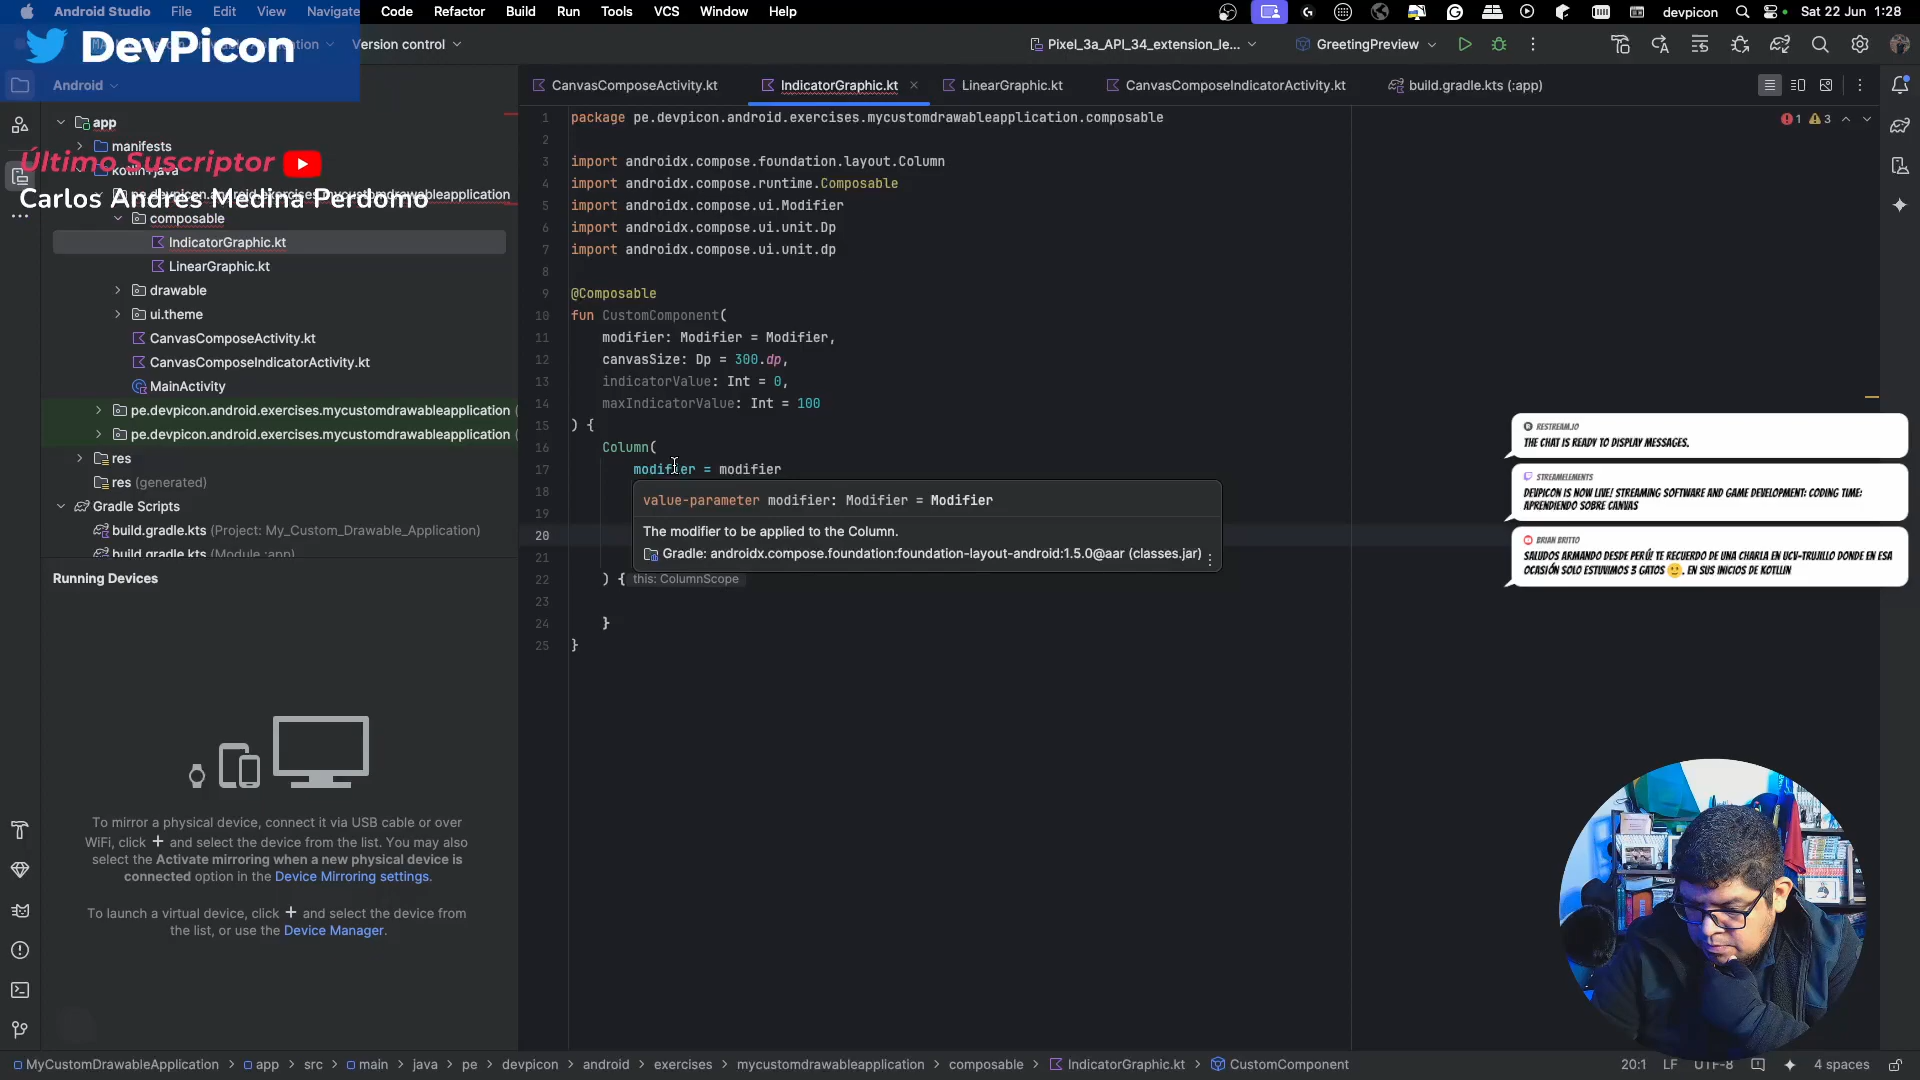 Android Studio File Edit View Navigate Code Refactor Build Run Tools VCS Window Help
devpicon Sat 22 Jun 1:28
DevPicon
Version control
Pixel_3a_API_34_extension_le...
GreetingPreview
Android
CanvasComposeActivity.kt
IndicatorGraphic.kt
LinearGraphic.kt
CanvasComposeIndicatorActivity.kt
build.gradle.kts (:app)
app
manifests
kotlin+java
Último Suscriptor
pe.devpicon.android.exercises.mycustomdrawableapplication
Carlos Andres Medina Perdomo
composable
IndicatorGraphic.kt
LinearGraphic.kt
drawable
ui.theme
CanvasComposeActivity.kt
CanvasComposeIndicatorActivity.kt
MainActivity
pe.devpicon.android.exercises.mycustomdrawableapplication (
pe.devpicon.android.exercises.mycustomdrawableapplication (
res
res (generated)
Gradle Scripts
build.gradle.kts (Project: My_Custom_Drawable_Application)
build.gradle.kts (Module :app)
Running Devices
To mirror a physical device, connect it via USB cable or over
WiFi, click + and select the device from the list. You may also
select the Activate mirroring when a new physical device is
connected option in the Device Mirroring settings.
To launch a virtual device, click + and select the device from
the list, or use the Device Manager.
1 package pe.devpicon.android.exercises.mycustomdrawableapplication.composable
1 3
2
3 import androidx.compose.foundation.layout.Column
4 import androidx.compose.runtime.Composable
5 import androidx.compose.ui.Modifier
6 import androidx.compose.ui.unit.Dp
7 import androidx.compose.ui.unit.dp
8
9 @Composable
10 fun CustomComponent(
11 modifier: Modifier = Modifier,
12 canvasSize: Dp = 300.dp,
13 indicatorValue: Int = 0,
14 maxIndicatorValue: Int = 100
15 ) {
16 Column(
17 modifier = modifier
18
19
20
21
22 ) { this: ColumnScope
23
24 }
25 }
value-parameter modifier: Modifier = Modifier
The modifier to be applied to the Column.
Gradle: androidx.compose.foundation:foundation-layout-android:1.5.0@aar (classes.jar)
RESTREAM.IO
THE CHAT IS READY TO DISPLAY MESSAGES.
STREAMELEMENTS
DEVPICON IS NOW LIVE! STREAMING SOFTWARE AND GAME DEVELOPMENT: CODING TIME:
APRENDIENDO SOBRE CANVAS
BRIAN BRITTO
SALUDOS ARMANDO DESDE PERÚ! TE RECUERDO DE UNA CHARLA EN UCV-TRUJILLO DONDE EN ESA
OCASIÓN SOLO ESTUVIMOS 3 GATOS 🙂. EN SUS INICIOS DE KOTLLIN
MyCustomDrawableApplication > app > src > main > java > pe > devpicon > android > exercises > mycustomdrawableapplication > composable > IndicatorGraphic.kt > CustomComponent
20:1 LF UTF-8 4 spaces